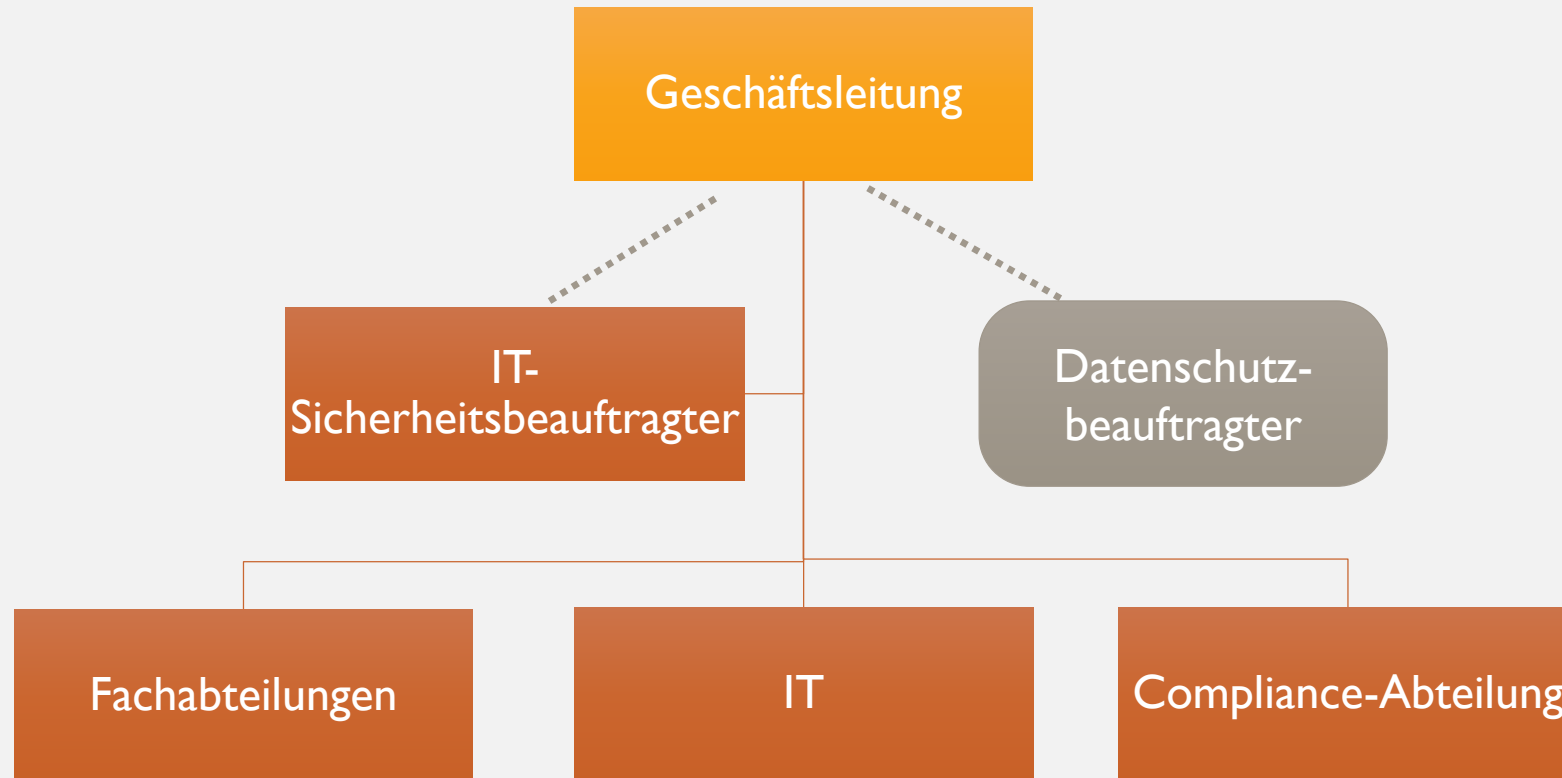 Geschäftsleitung
IT-
Sicherheitsbeauftragter
Datenschutz-
beauftragter
Fachabteilungen
IT
Compliance-Abteilung